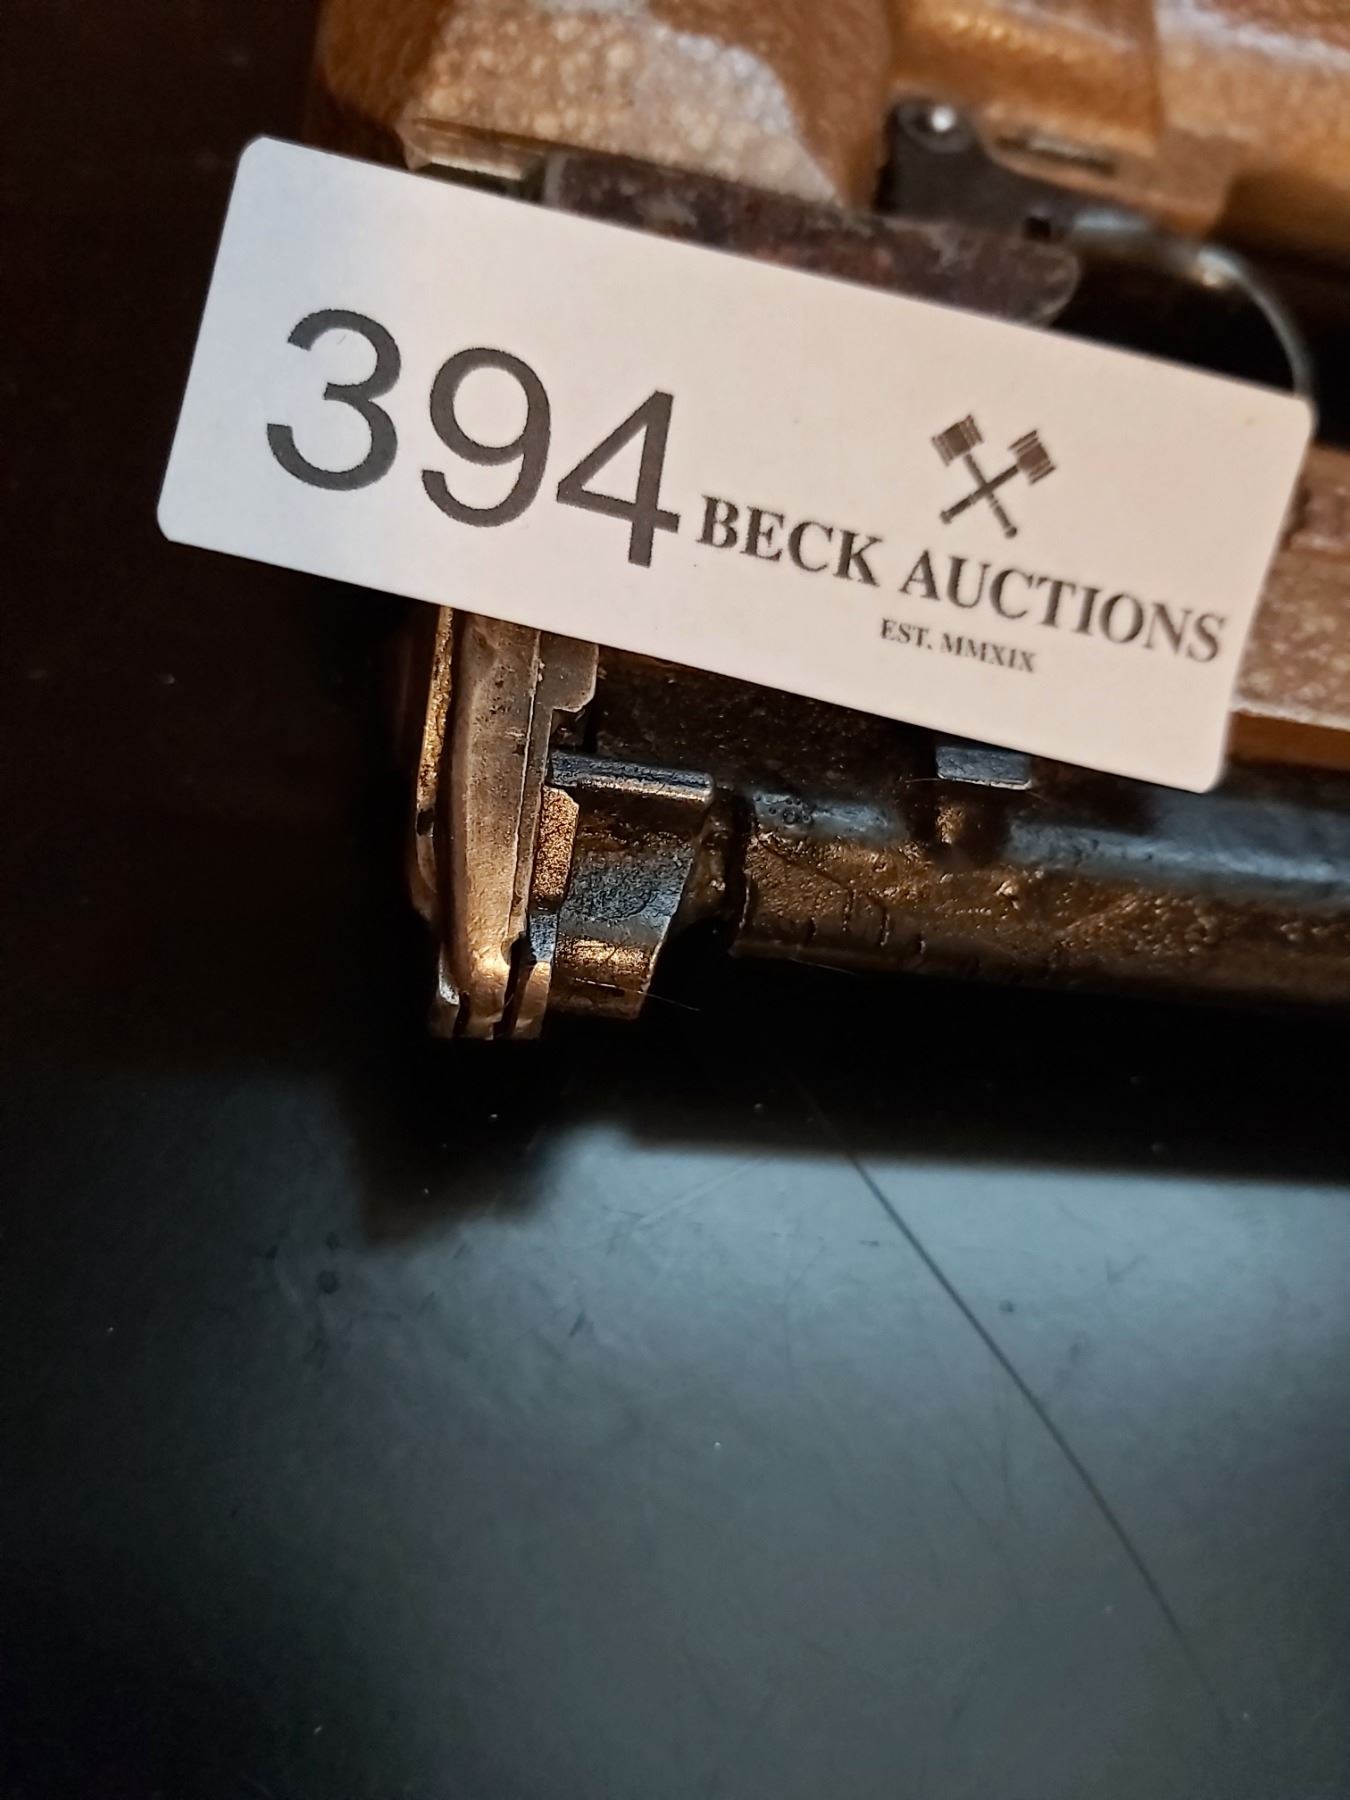 394
BECK AUCTIONS
EST. MMXIX